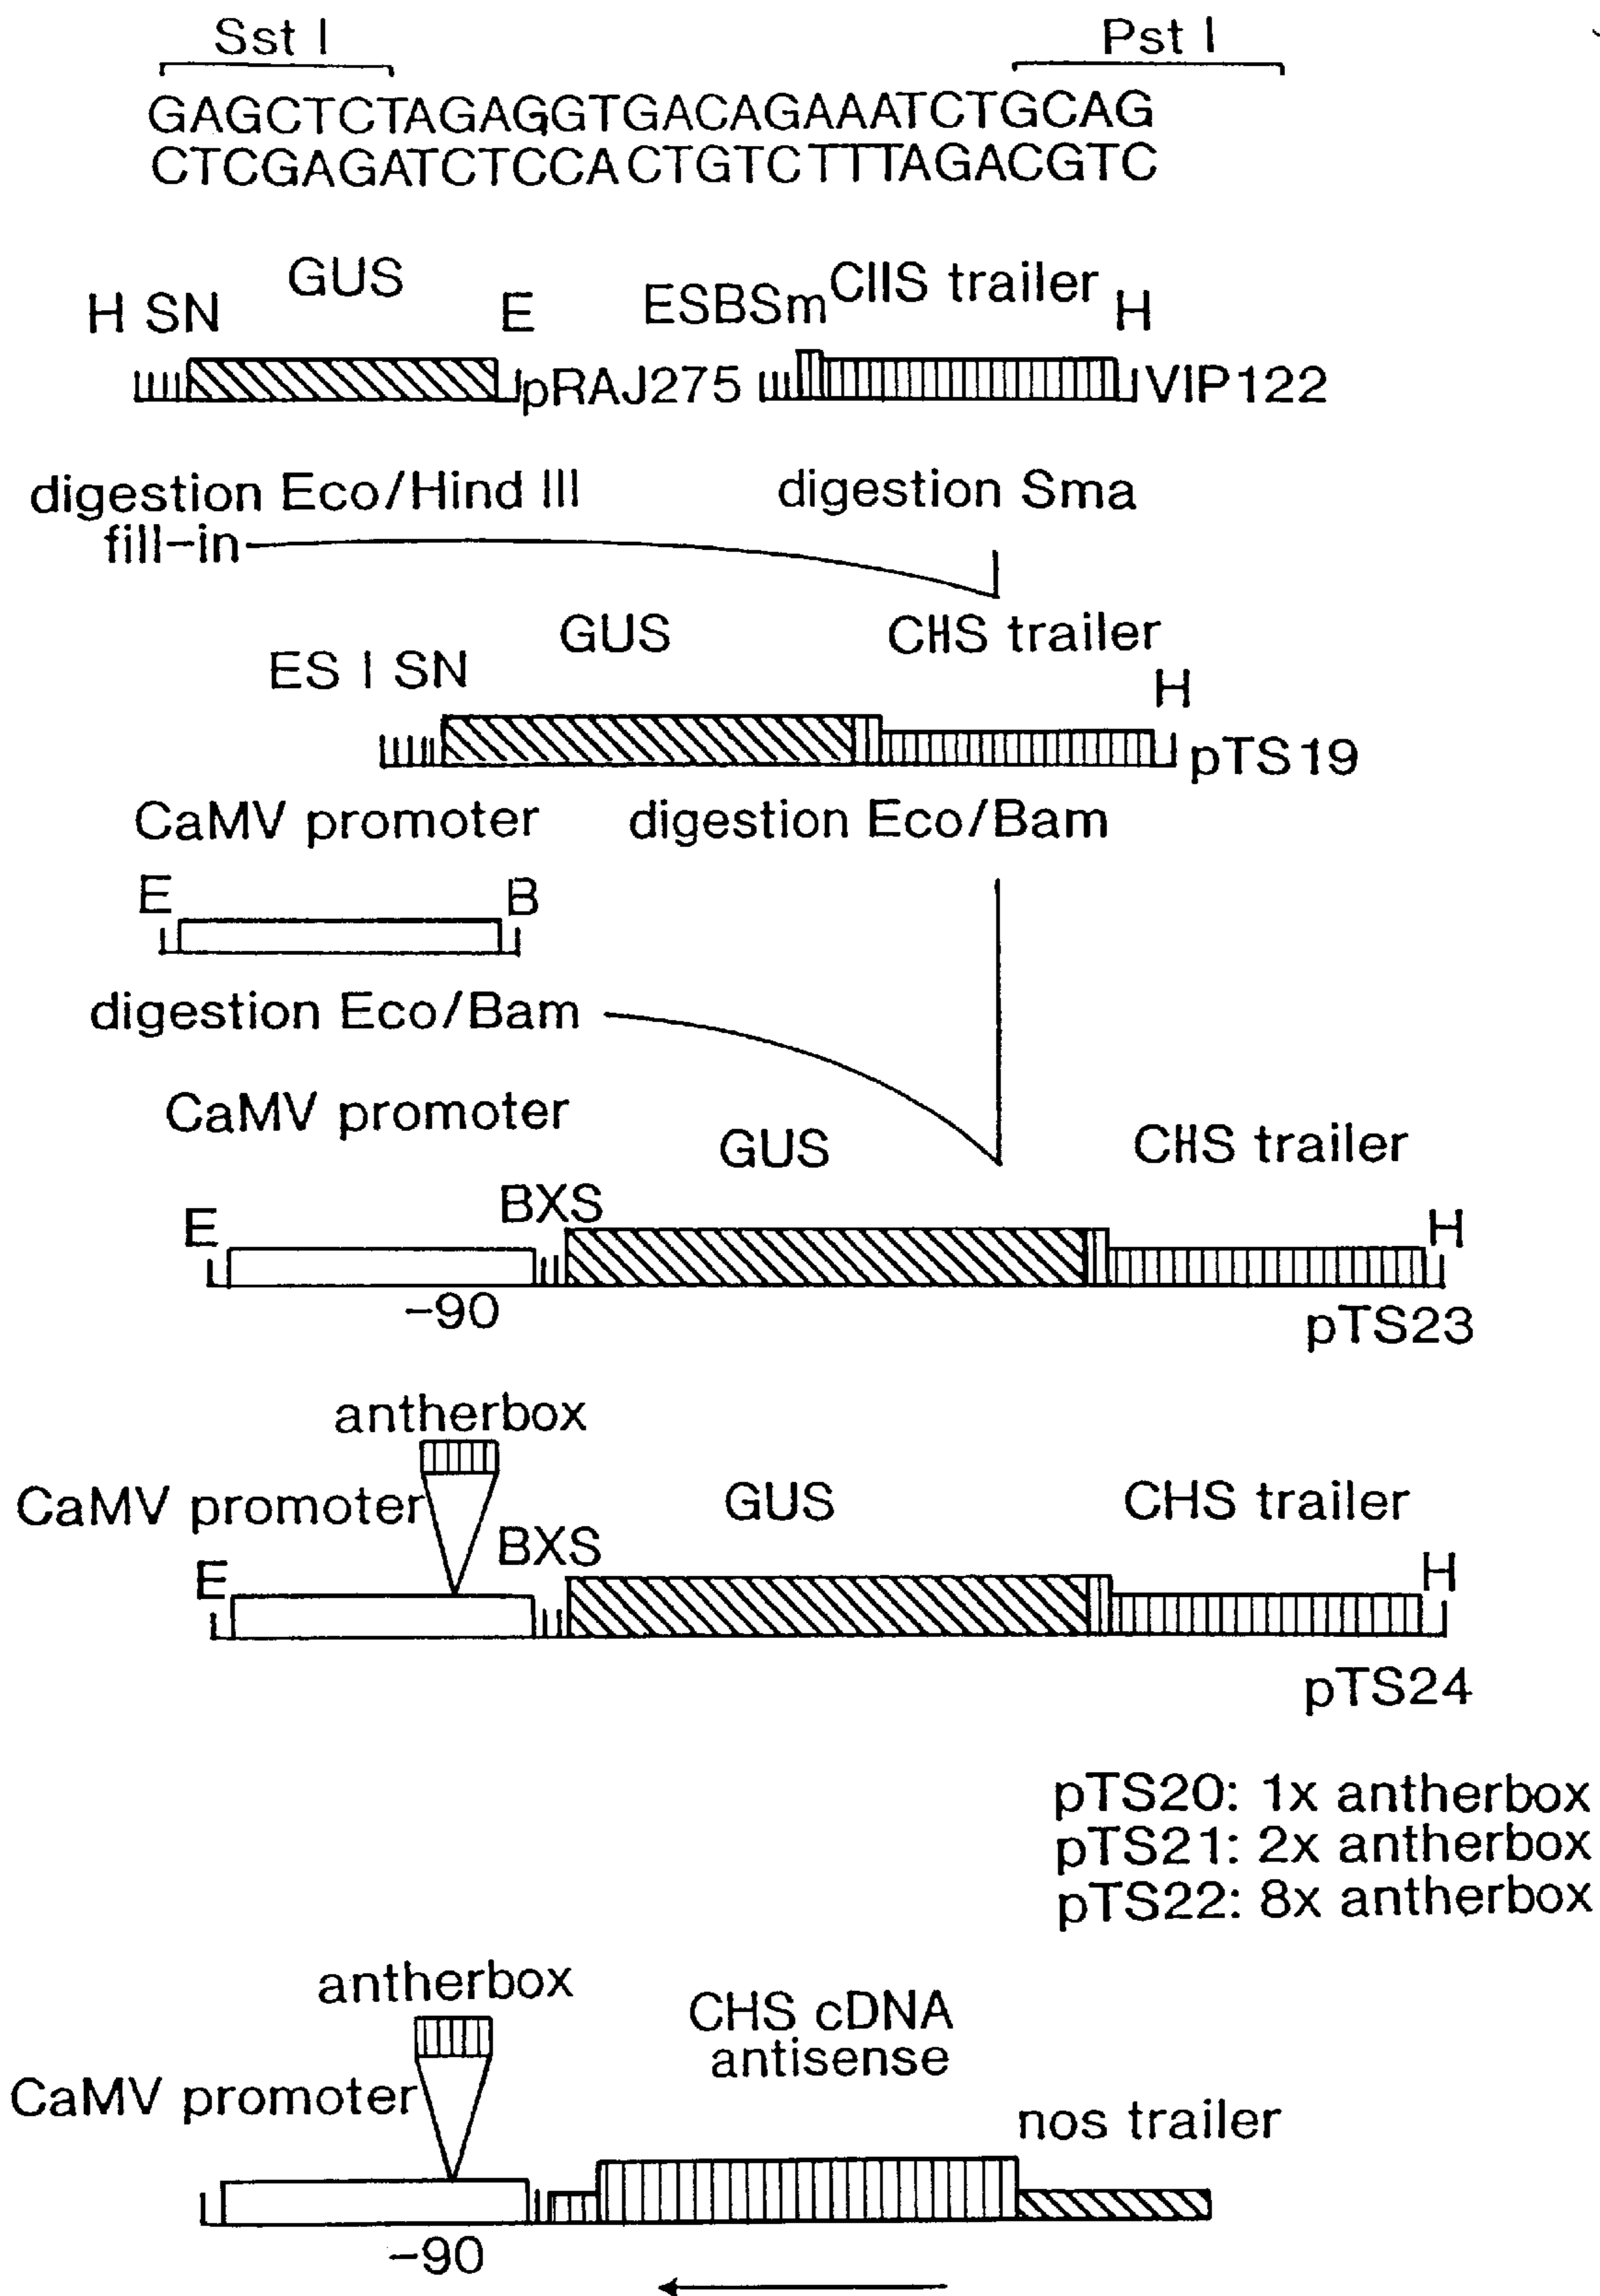 Sst I
Pst I
GAGCTCTAGAGGTGACAGAAATCTGCAG
CTCGAGATCTCCACTGTCTTTAGACGTC
GUS
CIIS trailer
H SN
E
ESBSm
H
pRAJ275
VIP122
digestion Eco/Hind III
digestion Sma
fill-in
GUS
CHS trailer
ES I SN
H
pTS19
CaMV promoter
digestion Eco/Bam
E
B
digestion Eco/Bam
CaMV promoter
GUS
CHS trailer
E
BXS
H
-90
pTS23
antherbox
CaMV promoter
GUS
CHS trailer
BXS
E
H
pTS24
pTS20: 1x antherbox
pTS21: 2x antherbox
pTS22: 8x antherbox
antherbox
CHS cDNA
antisense
CaMV promoter
nos trailer
-90